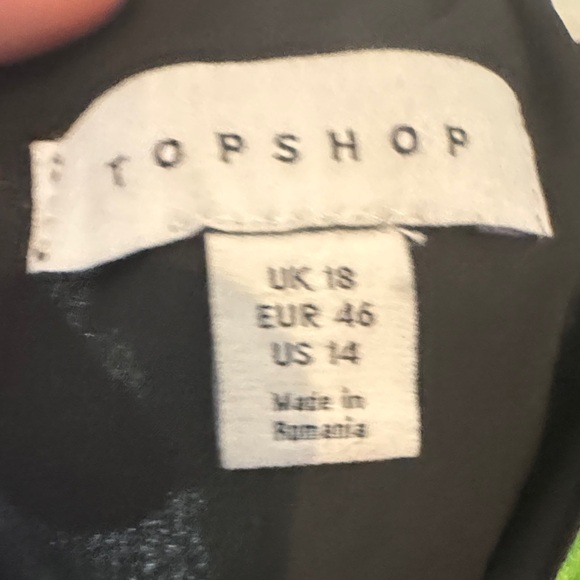 TOPSHOP
UK 18
EUR 46
US 14
Made in
Romania